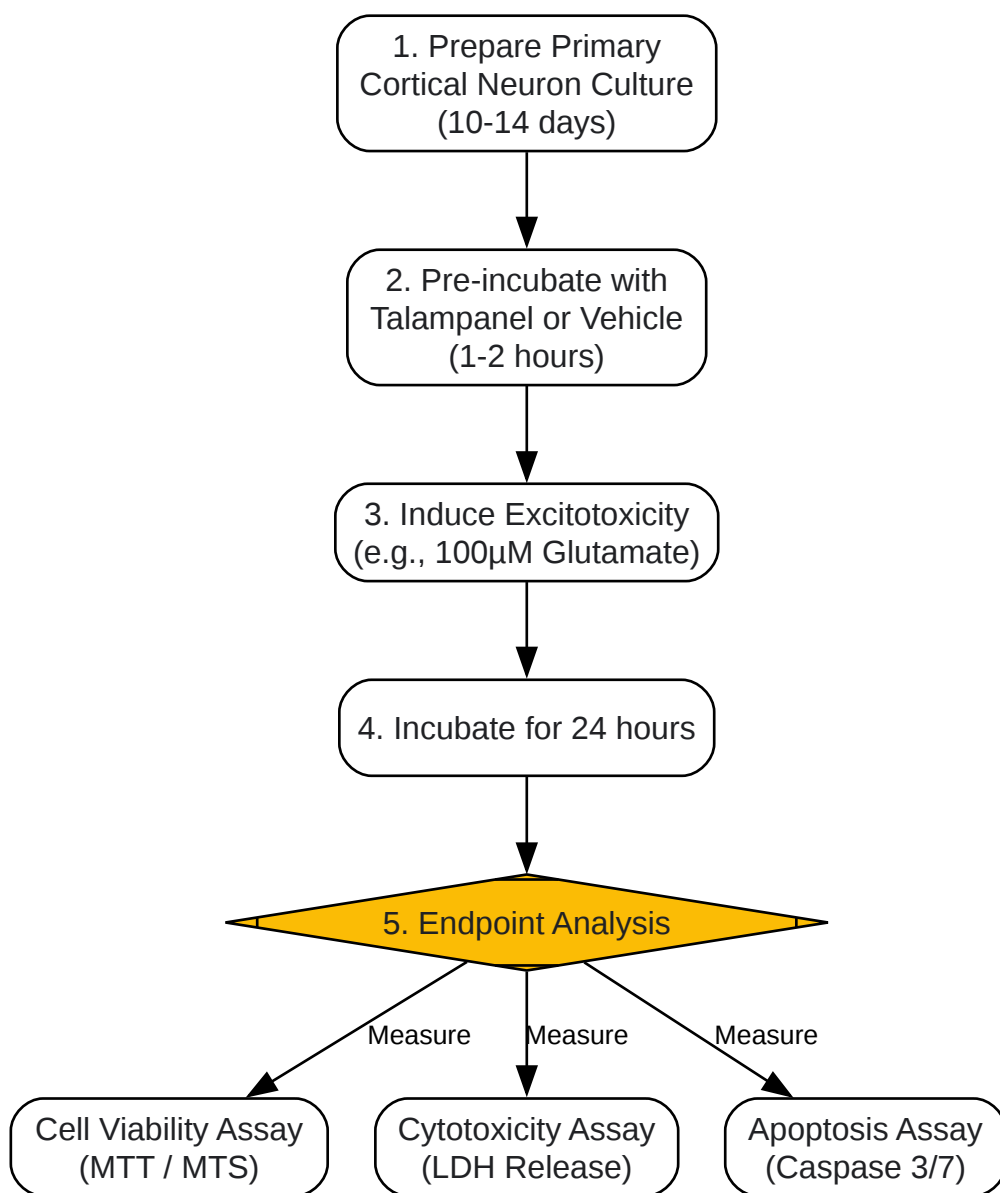 1. Prepare Primary
Cortical Neuron Culture
(10-14 days)
2. Pre-incubate with
Talampanel or Vehicle
(1-2 hours)
3. Induce Excitotoxicity
(e.g., 100µM Glutamate)
4. Incubate for 24 hours
5. Endpoint Analysis
Measure
Measure
Measure
Cell Viability Assay
(MTT / MTS)
Cytotoxicity Assay
(LDH Release)
Apoptosis Assay
(Caspase 3/7)